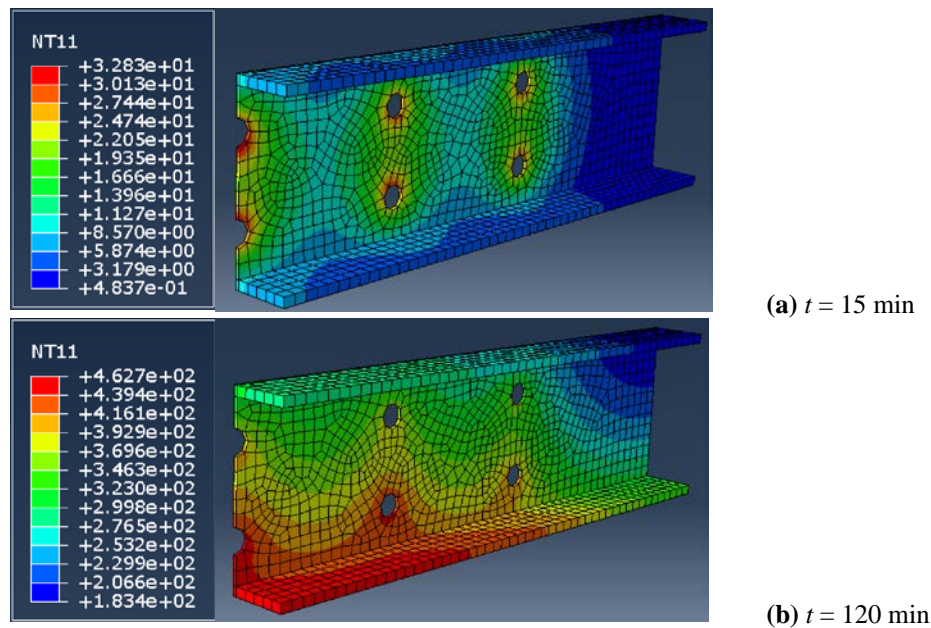 NT11
+3.283e+01
+3.013e+01
+2.744e+01
+2.474e+01
+2.205e+01
+1.935e+01
+1.666e+01
+1.396e+01
+1.127e+01
+8.570e+00
+5.874e+00
+3.179e+00
+4.837e-01
(a) t = 15 min
NT11
+4.627e+02
+4.394e+02
+4.161e+02
+3.929e+02
+3.696e+02
+3.463e+02
+3.230e+02
+2.998e+02
+2.765e+02
+2.532e+02
+2.299e+02
+2.066e+02
+1.834e+02
(b) t = 120 min